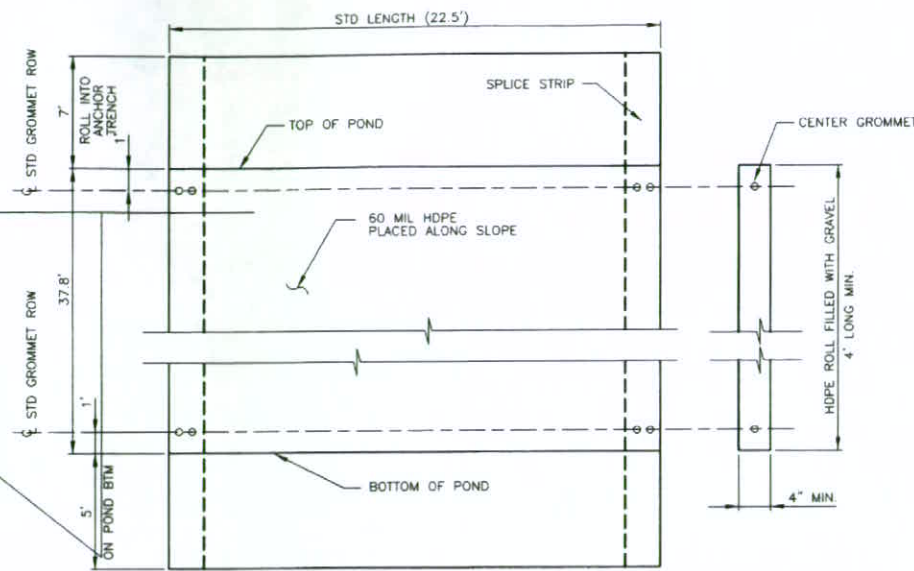 STD LENGTH (22.5')
SPLICE STRIP
CENTER GROMMET
TOP OF POND
60 MIL HDPE
PLACED ALONG SLOPE
BOTTOM OF POND
℄ STD GROMMET ROW
7'
ROLL INTO
ANCHOR
TRENCH
1'
37.8'
℄ STD GROMMET ROW
1'
5'
ON POND BTM
HDPE ROLL FILLED WITH GRAVEL
4' LONG MIN.
4" MIN.